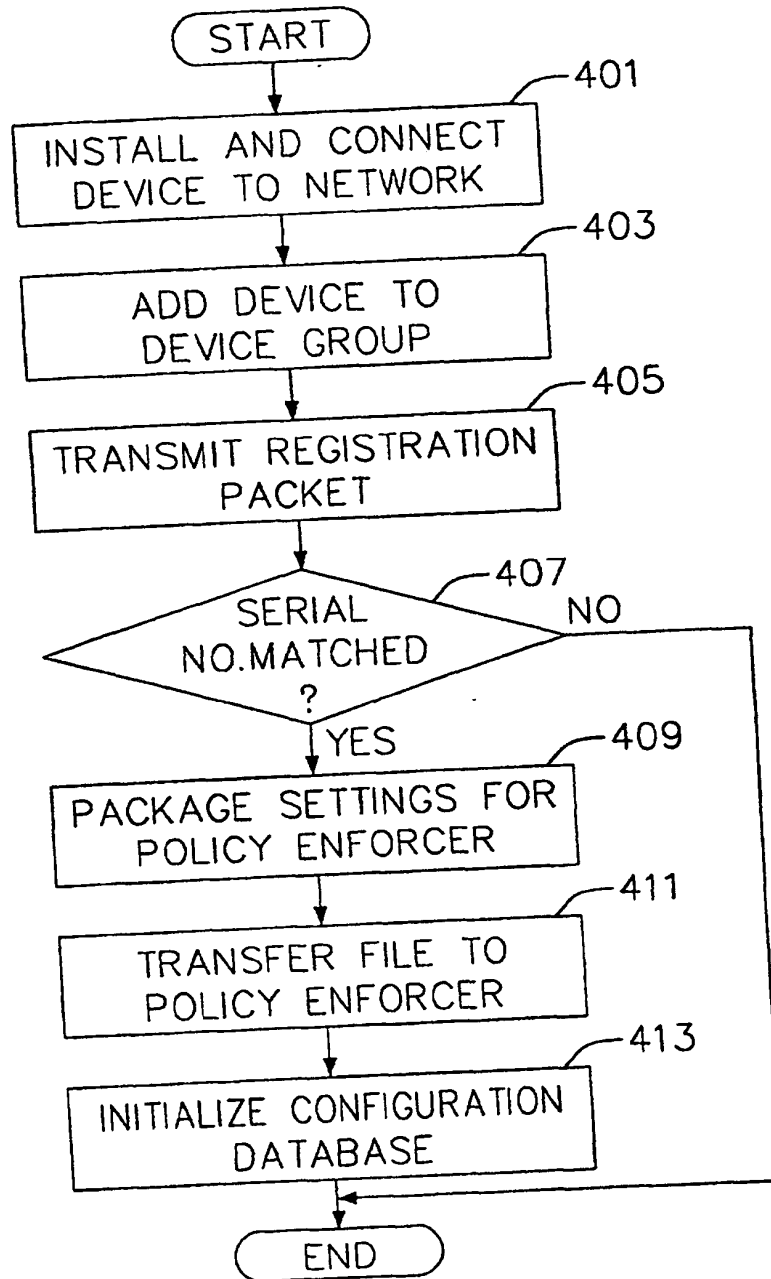 START
401
INSTALL AND CONNECT
DEVICE TO NETWORK
403
ADD DEVICE TO
DEVICE GROUP
405
TRANSMIT REGISTRATION
PACKET
407
SERIAL
NO.MATCHED
?
NO
YES
409
PACKAGE SETTINGS FOR
POLICY ENFORCER
411
TRANSFER FILE TO
POLICY ENFORCER
413
INITIALIZE CONFIGURATION
DATABASE
END